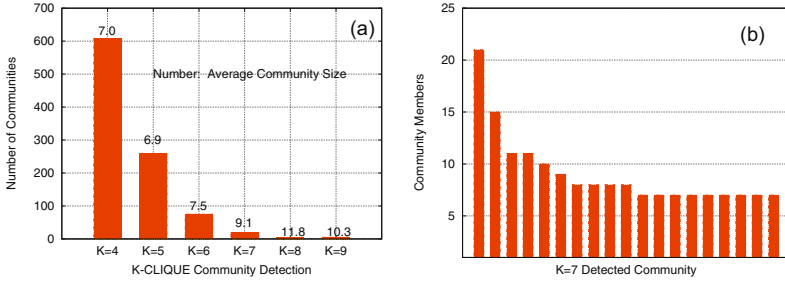 (a)
Number of Communities
700
600
500
400
300
200
100
0
7.0
6.9
7.5
9.1
11.8
10.3
Number: Average Community Size
K=4 K=5 K=6 K=7 K=8 K=9
K-CLIQUE Community Detection
(b)
Community Members
25
20
15
10
5
K=7 Detected Community